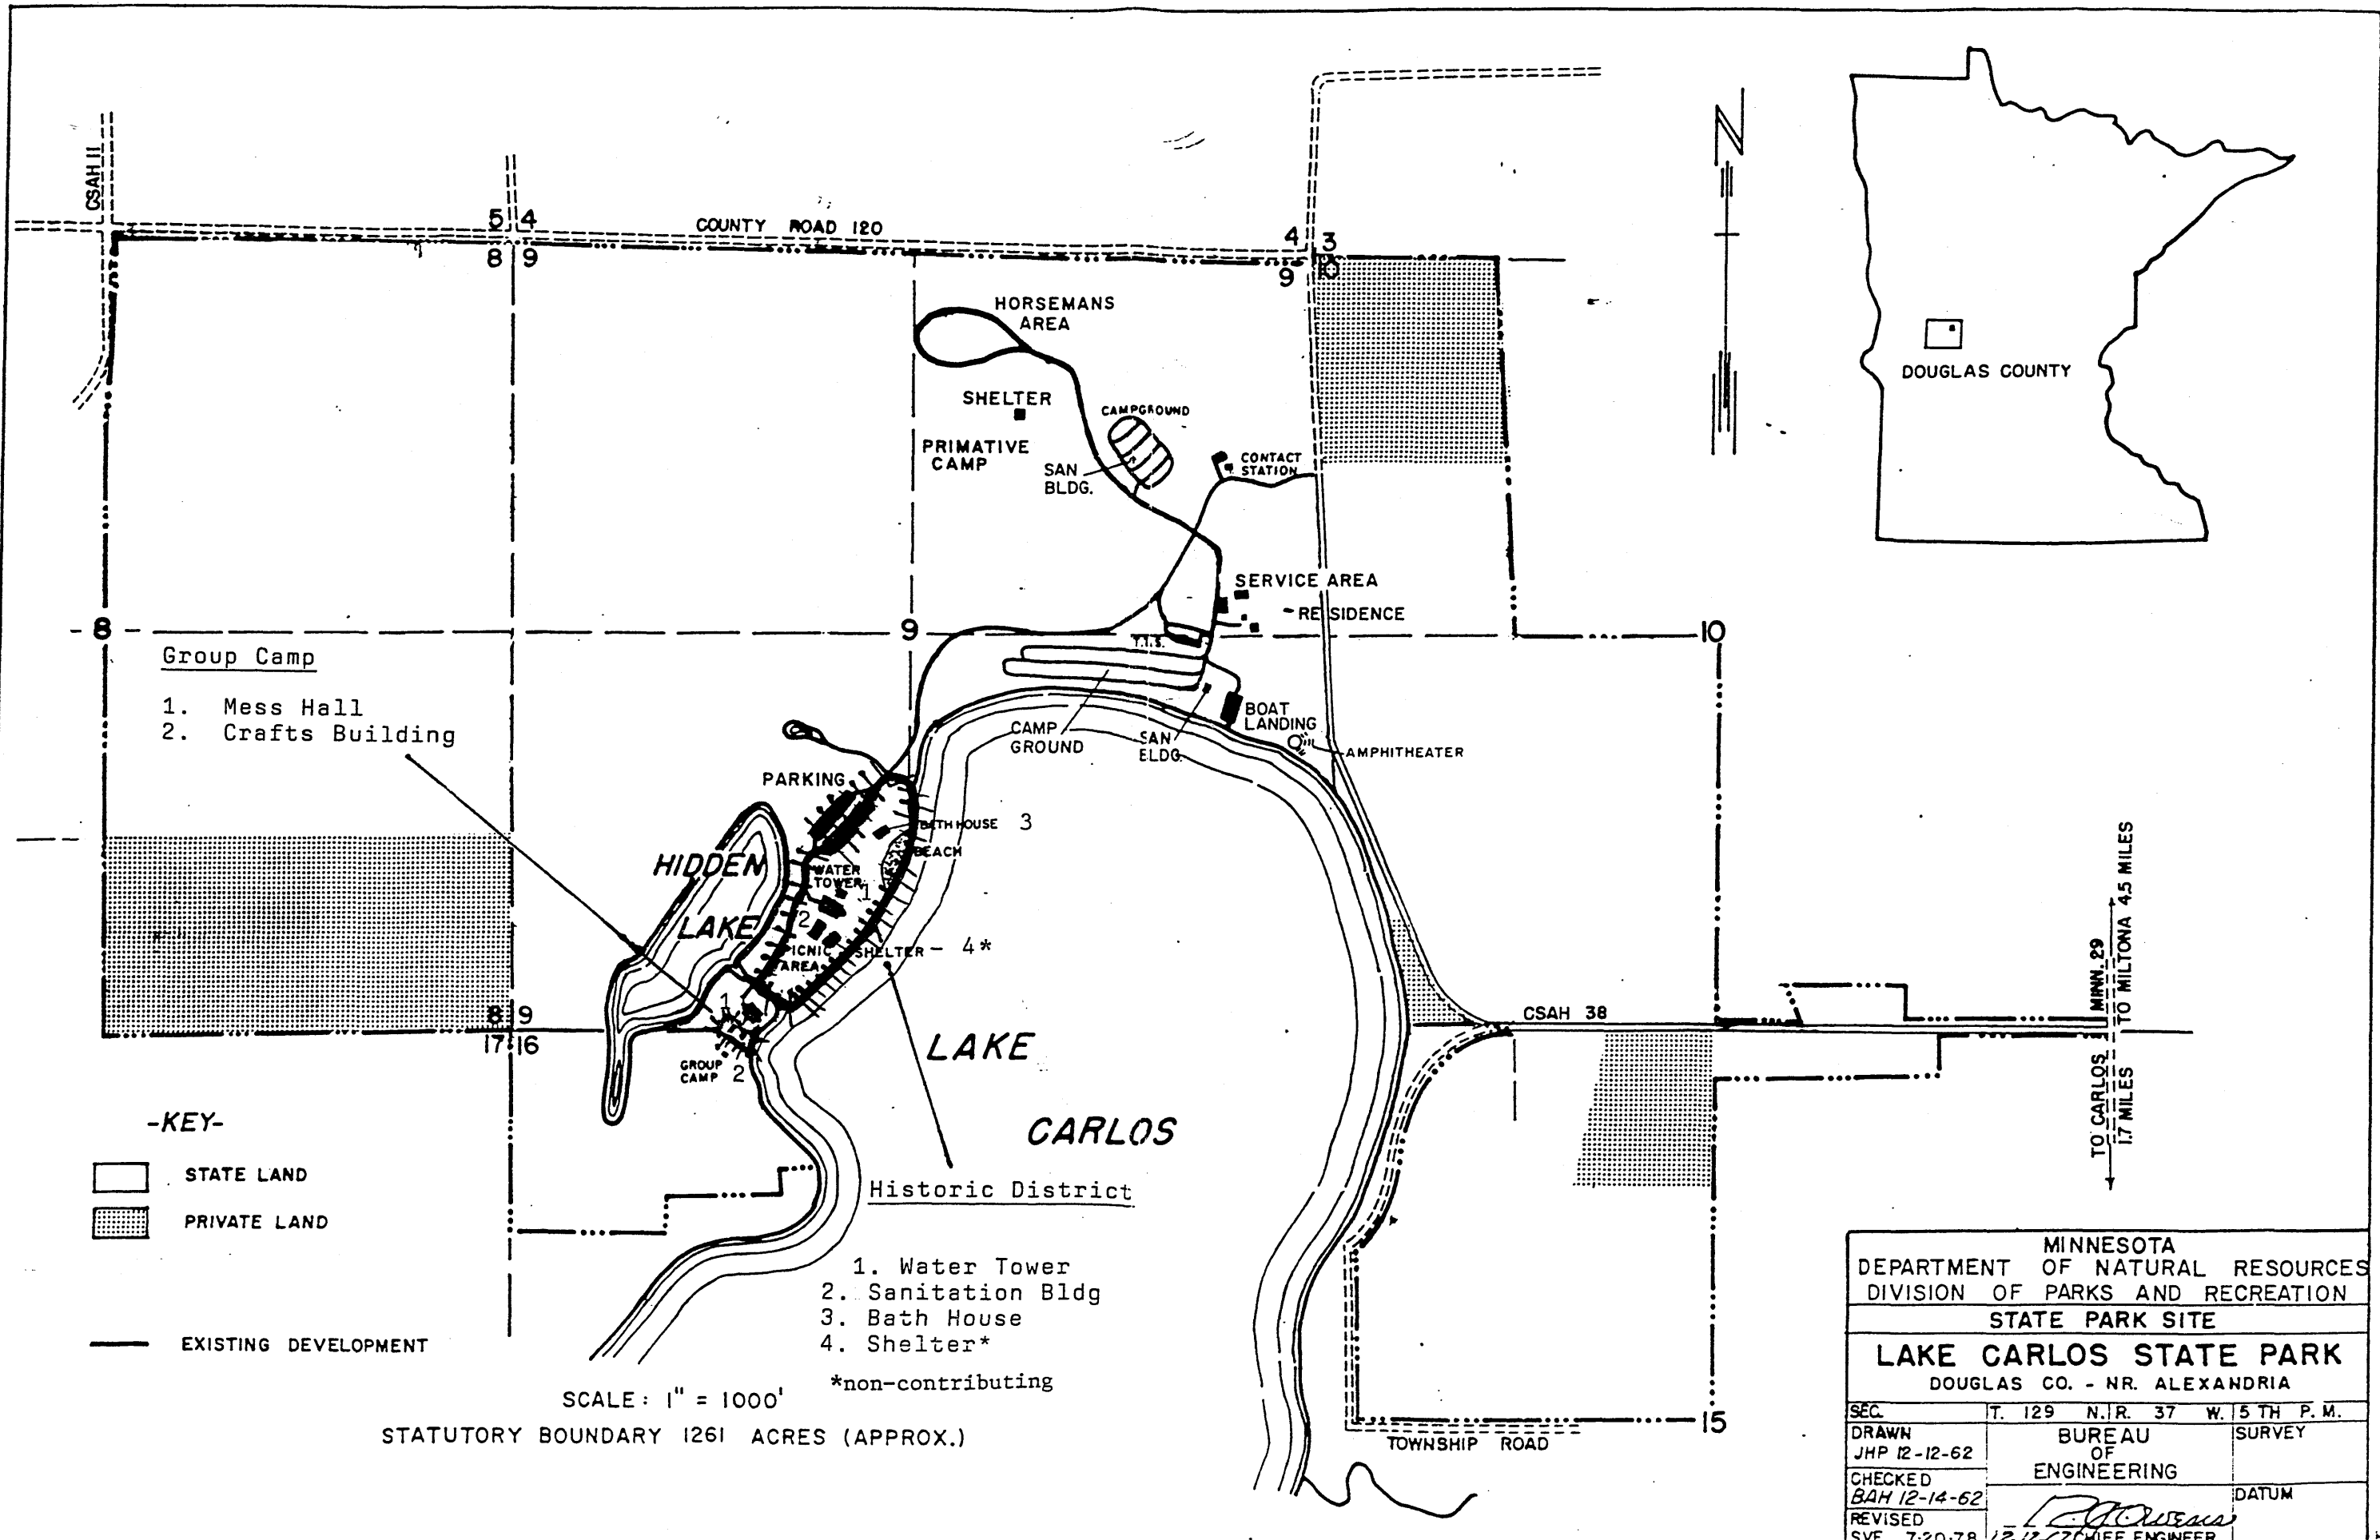 N
CSAH 11
5 4
COUNTY ROAD 120
4 3
8 9
9 10
HORSEMANS
AREA
SHELTER
CAMPGROUND
PRIMATIVE
CAMP
SAN
BLDG.
CONTACT
STATION
DOUGLAS COUNTY
SERVICE AREA
RESIDENCE
8
9
10
T.I.S.
Group Camp
1. Mess Hall
2. Crafts Building
CAMP
GROUND
SAN
BLDG.
BOAT
LANDING
AMPHITHEATER
PARKING
BATH HOUSE 3
BEACH
HIDDEN
LAKE
WATER
TOWER
1
2
PICNIC
AREA
SHELTER - 4*
1
8 9
17 16
GROUP
CAMP 2
LAKE
CARLOS
CSAH 38
MINN. 29
TO MILTONA 4.5 MILES
TO CARLOS
1.7 MILES
-KEY-
STATE LAND
PRIVATE LAND
EXISTING DEVELOPMENT
Historic District
1. Water Tower
2. Sanitation Bldg
3. Bath House
4. Shelter*
*non-contributing
SCALE: 1" = 1000'
STATUTORY BOUNDARY 1261 ACRES (APPROX.)
15
TOWNSHIP ROAD
MINNESOTA
DEPARTMENT OF NATURAL RESOURCES
DIVISION OF PARKS AND RECREATION
STATE PARK SITE
LAKE CARLOS STATE PARK
DOUGLAS CO. - NR. ALEXANDRIA
SEC. T. 129 N. R. 37 W. 5 TH P. M.
DRAWN
JHP 12-12-62
BUREAU
OF
ENGINEERING
SURVEY
CHECKED
BAH 12-14-62
DATUM
REVISED
7-20-78
CHIEF ENGINEER